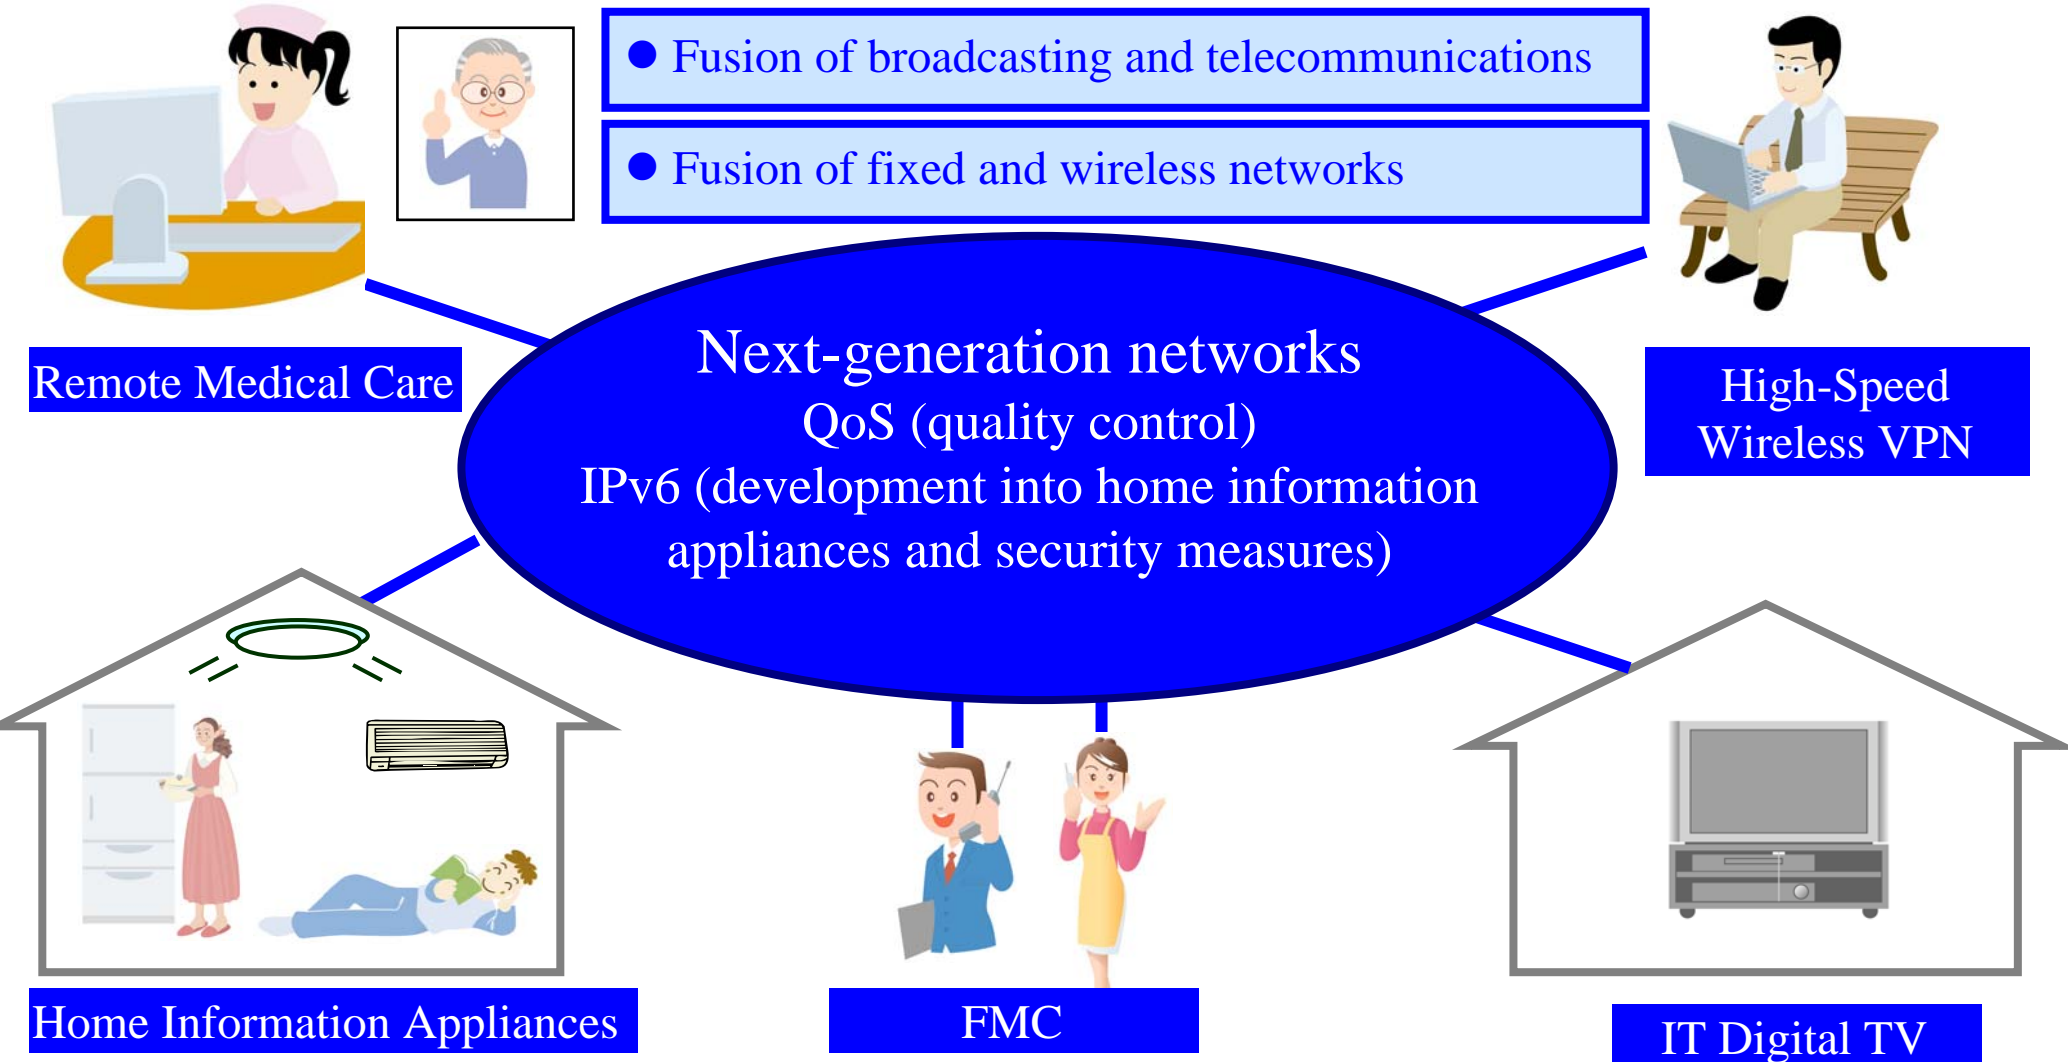 ● Fusion of broadcasting and telecommunications
● Fusion of fixed and wireless networks
Next-generation networks
QoS (quality control)
IPv6 (development into home information
appliances and security measures)
Remote Medical Care
High-Speed
Wireless VPN
Home Information Appliances
FMC
IT Digital TV